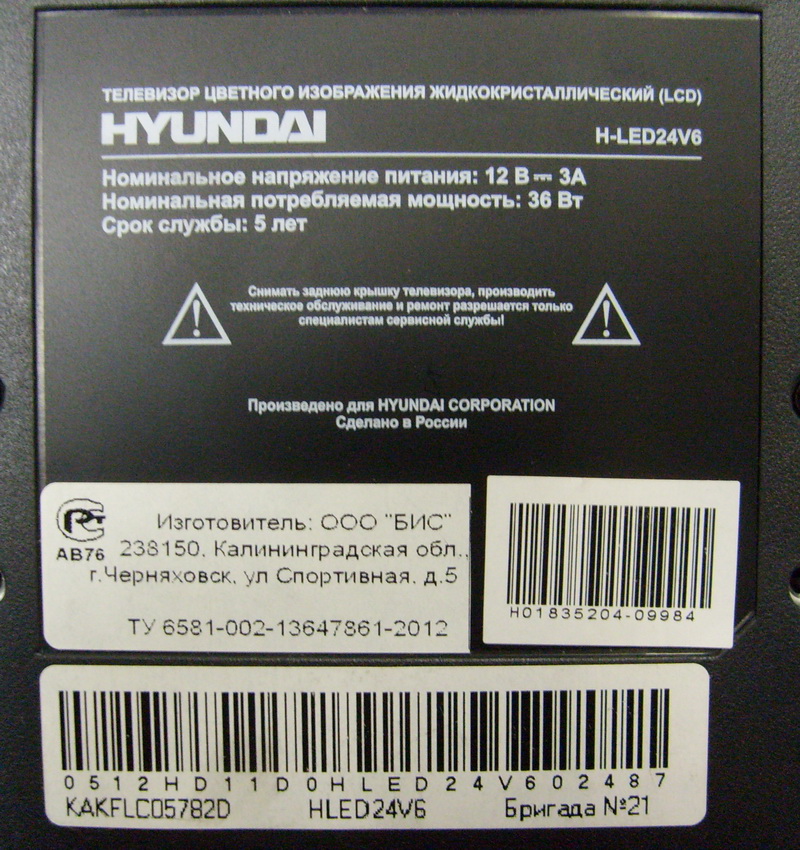 ТЕЛЕВИЗОР ЦВЕТНОГО ИЗОБРАЖЕНИЯ ЖИДКОКРИСТАЛЛИЧЕСКИЙ (LCD)
HYUNDAI H-LED24V6
Номинальное напряжение питания: 12 В ⎓ 3А
Номинальная потребляемая мощность: 36 Вт
Срок службы: 5 лет
Снимать заднюю крышку телевизора, производить
техническое обслуживание и ремонт разрешается только
специалистам сервисной службы!
Произведено для HYUNDAI CORPORATION
Сделано в России
РСТ
АВ76
Изготовитель: ООО "БИС"
238150, Калининградская обл.,
г.Черняховск, ул Спортивная, д.5
ТУ 6581-002-13647861-2012
H01835204-09984
0512HD11D0HLED24V602487
KAKFLC05782D HLED24V6 Бригада №21